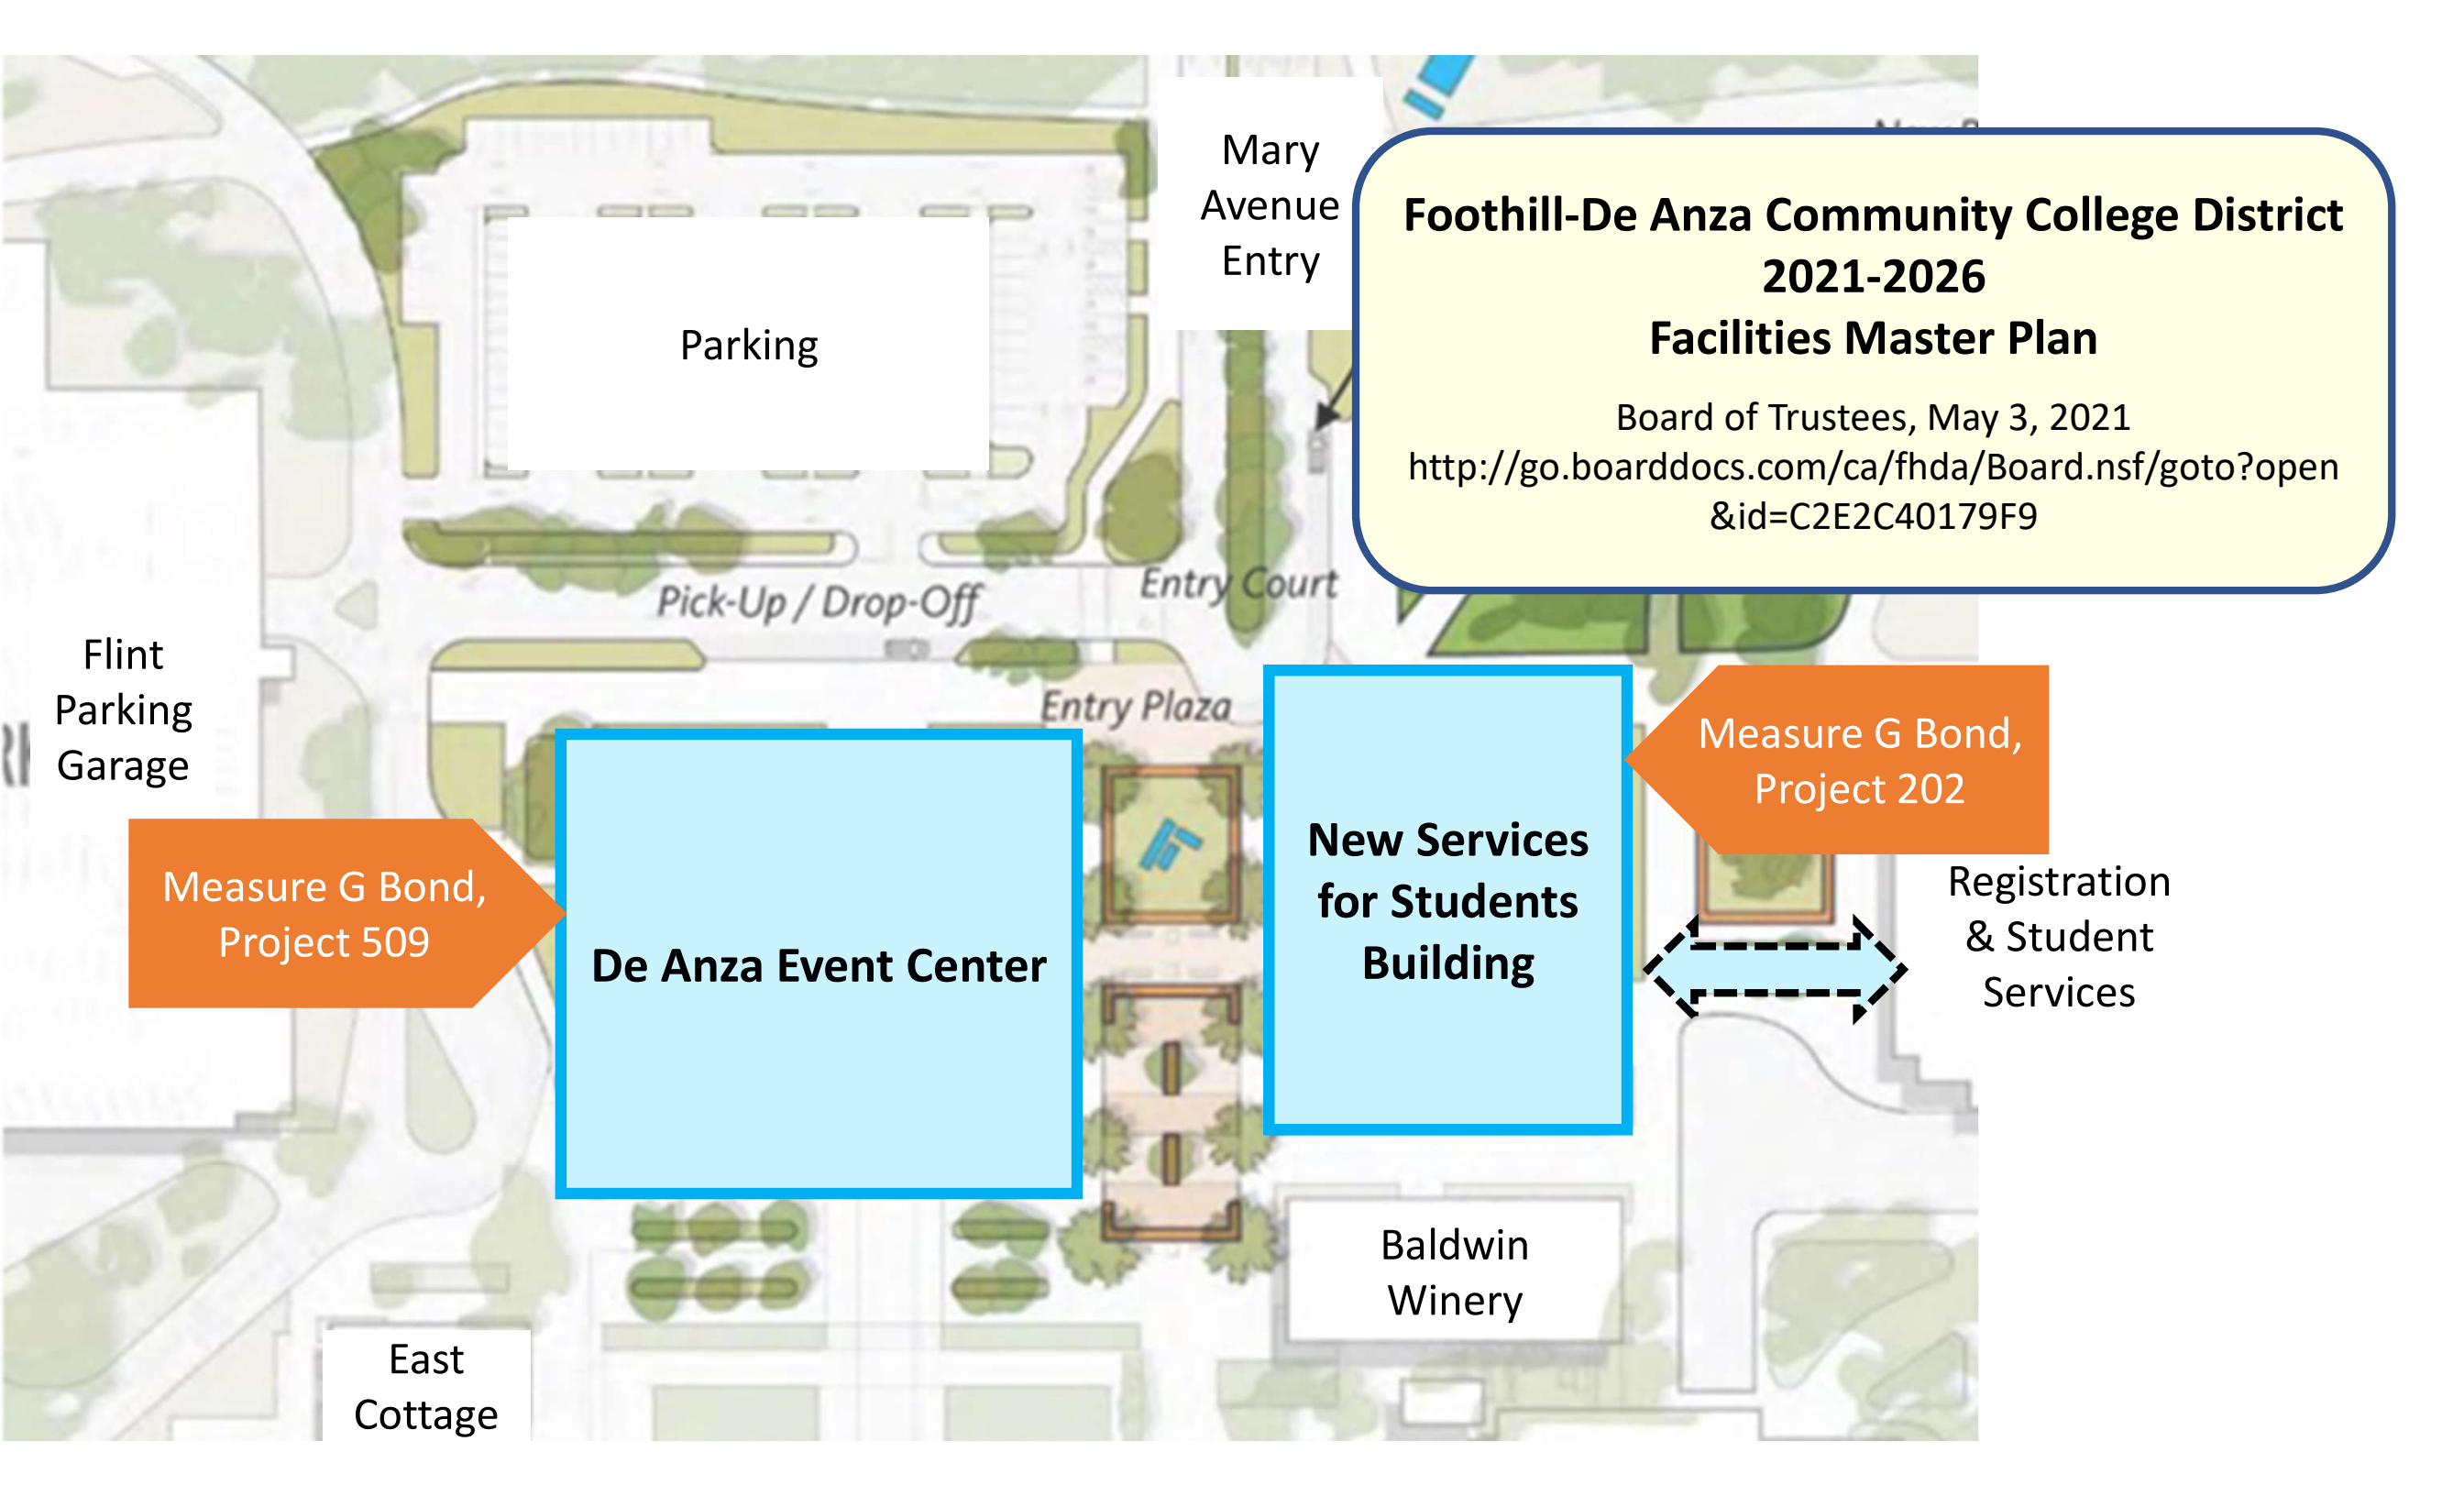 Mary
Avenue
Entry
Foothill-De Anza Community College District
2021-2026
Facilities Master Plan
Board of Trustees, May 3, 2021
http://go.boarddocs.com/ca/fhda/Board.nsf/goto?open
&id=C2E2C40179F9
Parking
Pick-Up / Drop-Off
Entry Court
Flint
Parking
Garage
Entry Plaza
Measure G Bond,
Project 202
Measure G Bond,
Project 509
De Anza Event Center
New Services
for Students
Building
Registration
& Student
Services
Baldwin
Winery
East
Cottage